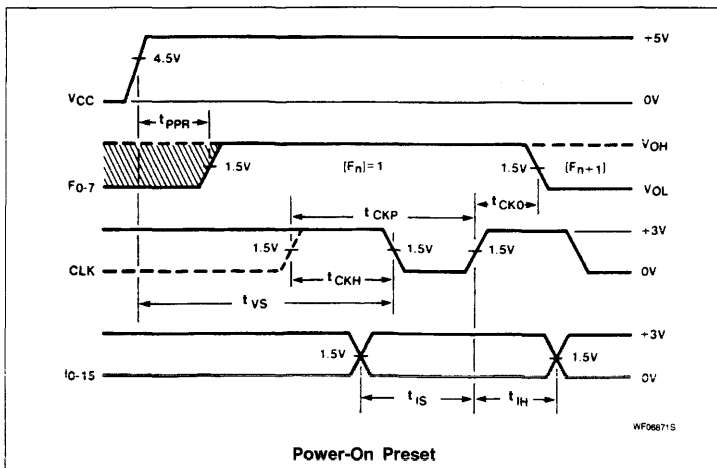 +5V
4.5V
VCC
0V
tPPR
VOH
1.5V
[Fn]=1
1.5V
[Fn+1]
F0-7
VOL
tCKO
tCKP
+3V
1.5V
1.5V
1.5V
CLK
0V
tCKH
tVS
+3V
1.5V
1.5V
I0-15
0V
tIS
tIH
WF06871S
Power-On Preset